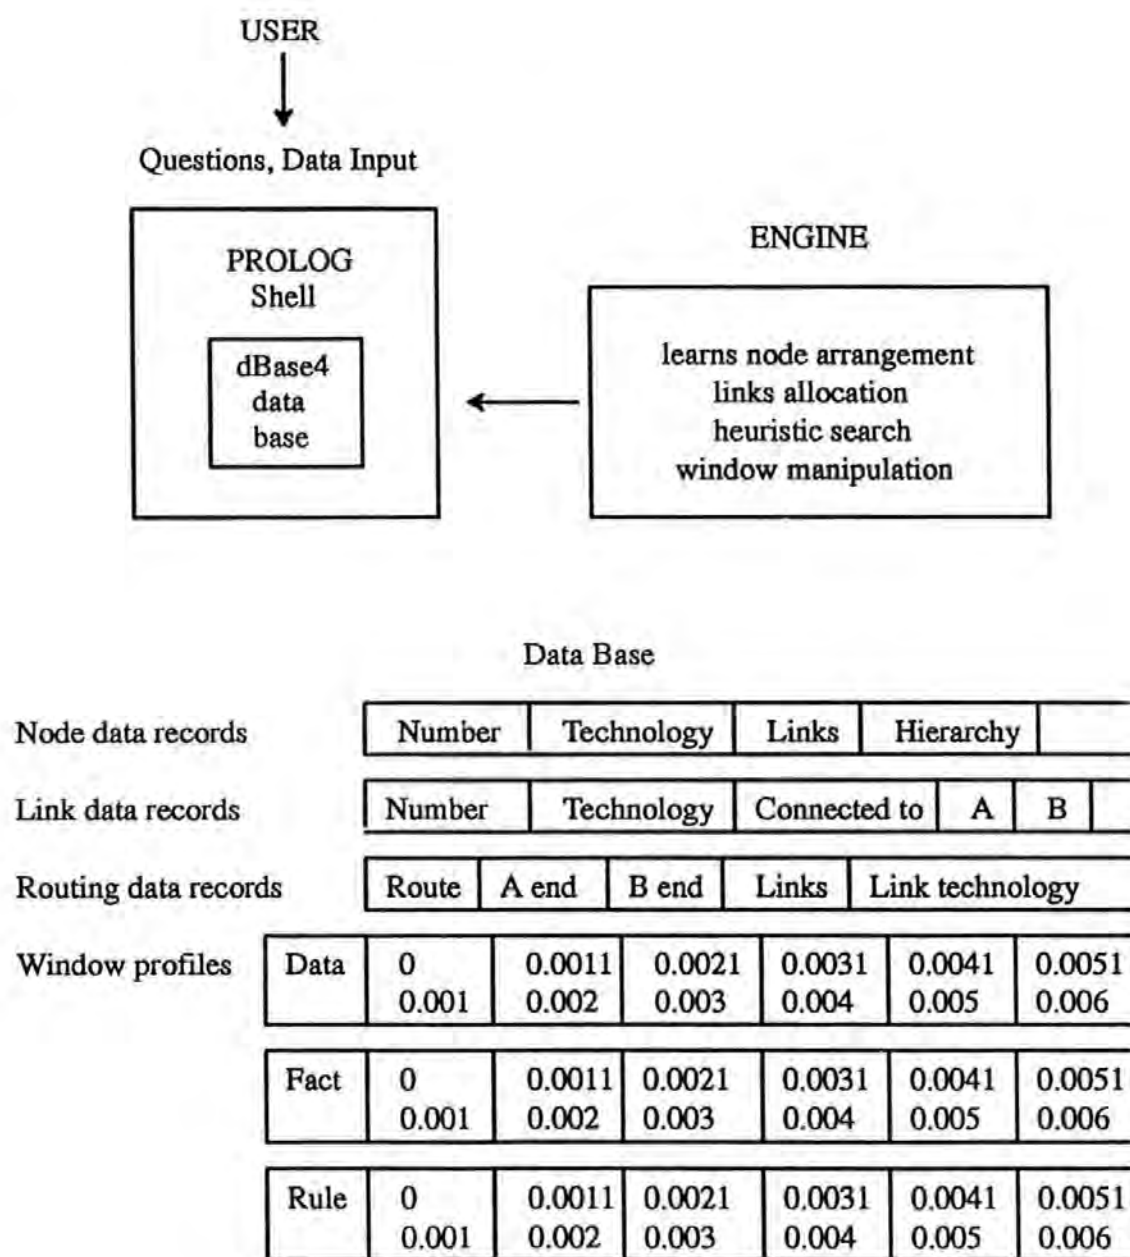 USER
Questions, Data Input
PROLOG
Shell
dBase4
data
base
ENGINE
learns node arrangement
links allocation
heuristic search
window manipulation
Data Base
Node data records Number Technology Links Hierarchy
Link data records Number Technology Connected to A B
Routing data records Route A end B end Links Link technology
Window profiles Data 0 0.0011 0.0021 0.0031 0.0041 0.0051
0.001 0.002 0.003 0.004 0.005 0.006
Fact 0 0.0011 0.0021 0.0031 0.0041 0.0051
0.001 0.002 0.003 0.004 0.005 0.006
Rule 0 0.0011 0.0021 0.0031 0.0041 0.0051
0.001 0.002 0.003 0.004 0.005 0.006